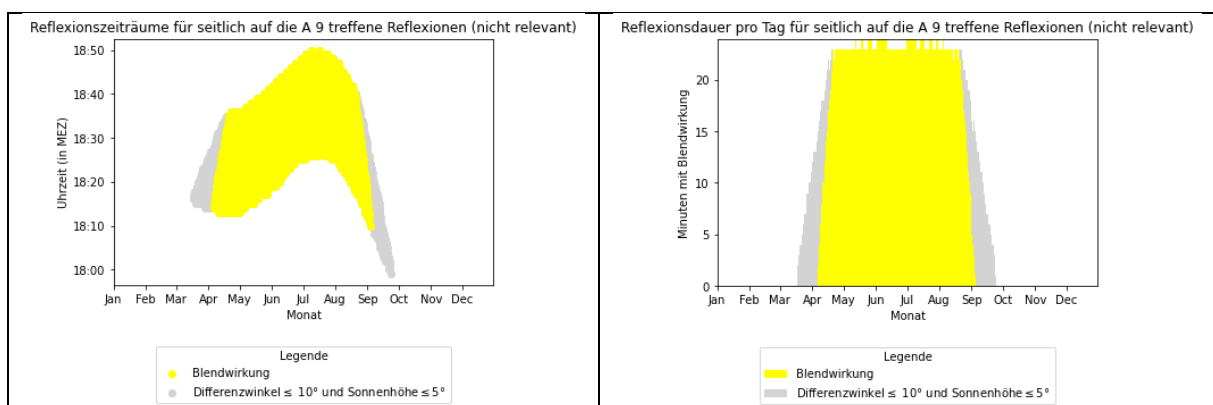 Reflexionszeiträume für seitlich auf die A 9 treffene Reflexionen (nicht relevant)
18:50
18:40
18:30
18:20
18:10
18:00
Uhrzeit (in MEZ)
Jan Feb Mar Apr May Jun Jul Aug Sep Oct Nov Dec
Monat
Legende
Blendwirkung
Differenzwinkel ≤ 10° und Sonnenhöhe ≤ 5°
Reflexionsdauer pro Tag für seitlich auf die A 9 treffene Reflexionen (nicht relevant)
20
15
10
5
0
Minuten mit Blendwirkung
Jan Feb Mar Apr May Jun Jul Aug Sep Oct Nov Dec
Monat
Legende
Blendwirkung
Differenzwinkel ≤ 10° und Sonnenhöhe ≤ 5°